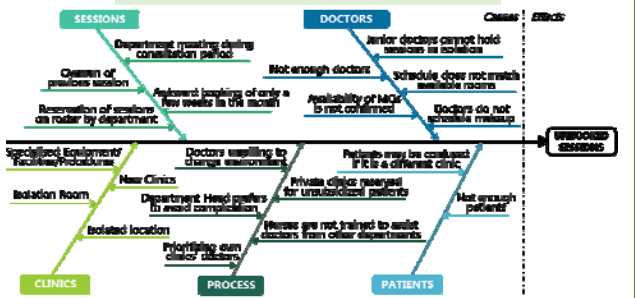 SESSIONS
DOCTORS
Causes
Effects
Department meeting during
consultation period
Junior doctors cannot hold
sessions in isolation
Overrun of
previous session
Not enough doctors
Schedule does not match
available rooms
Awkward booking of only a
few weeks in the month
Reservation of sessions
on roster by department
Availability of MOs
is not confirmed
Doctors do not
schedule makeup
SESSIONS
Specialised Equipment/
Facilities/Procedures
Doctors unwilling to
change environment
Patients may be confused
if it is a different clinic
New Clinics
Isolation Room
Department Head prefers
to avoid complication
Private clinics reserved
for unsubsidized patients
Not enough
patients
Isolated location
Nurses are not trained to assist
doctors from other departments
Prioritizing own
clinics' doctors
CLINICS
PROCESS
PATIENTS